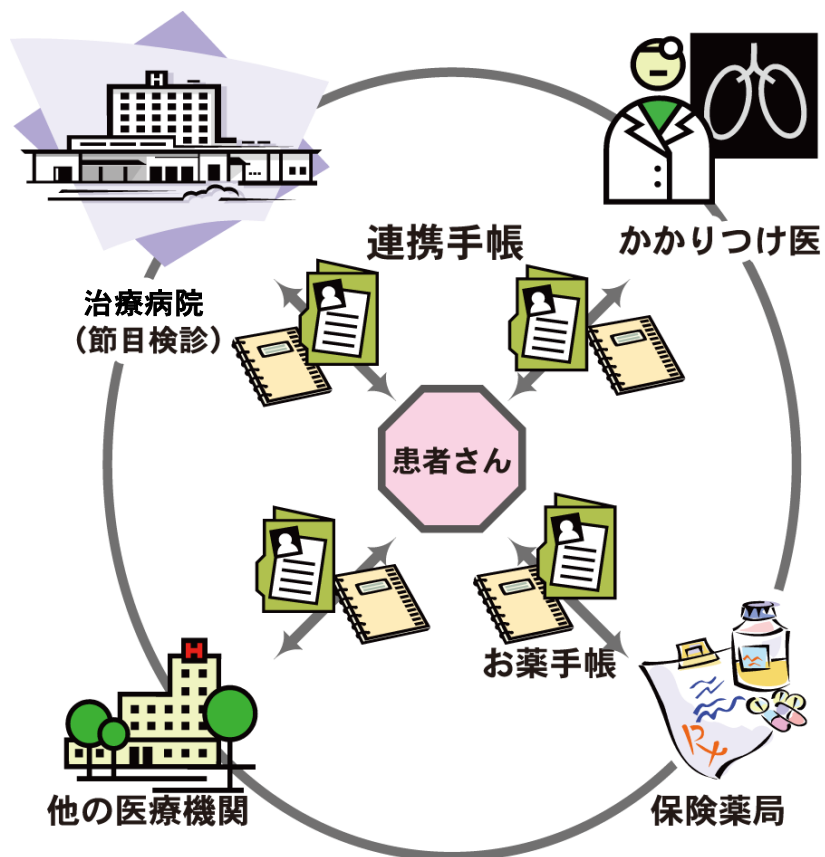 H
連携手帳
かかりつけ医
治療病院
（節目検診）
患者さん
お薬手帳
H
Rx
他の医療機関
保険薬局